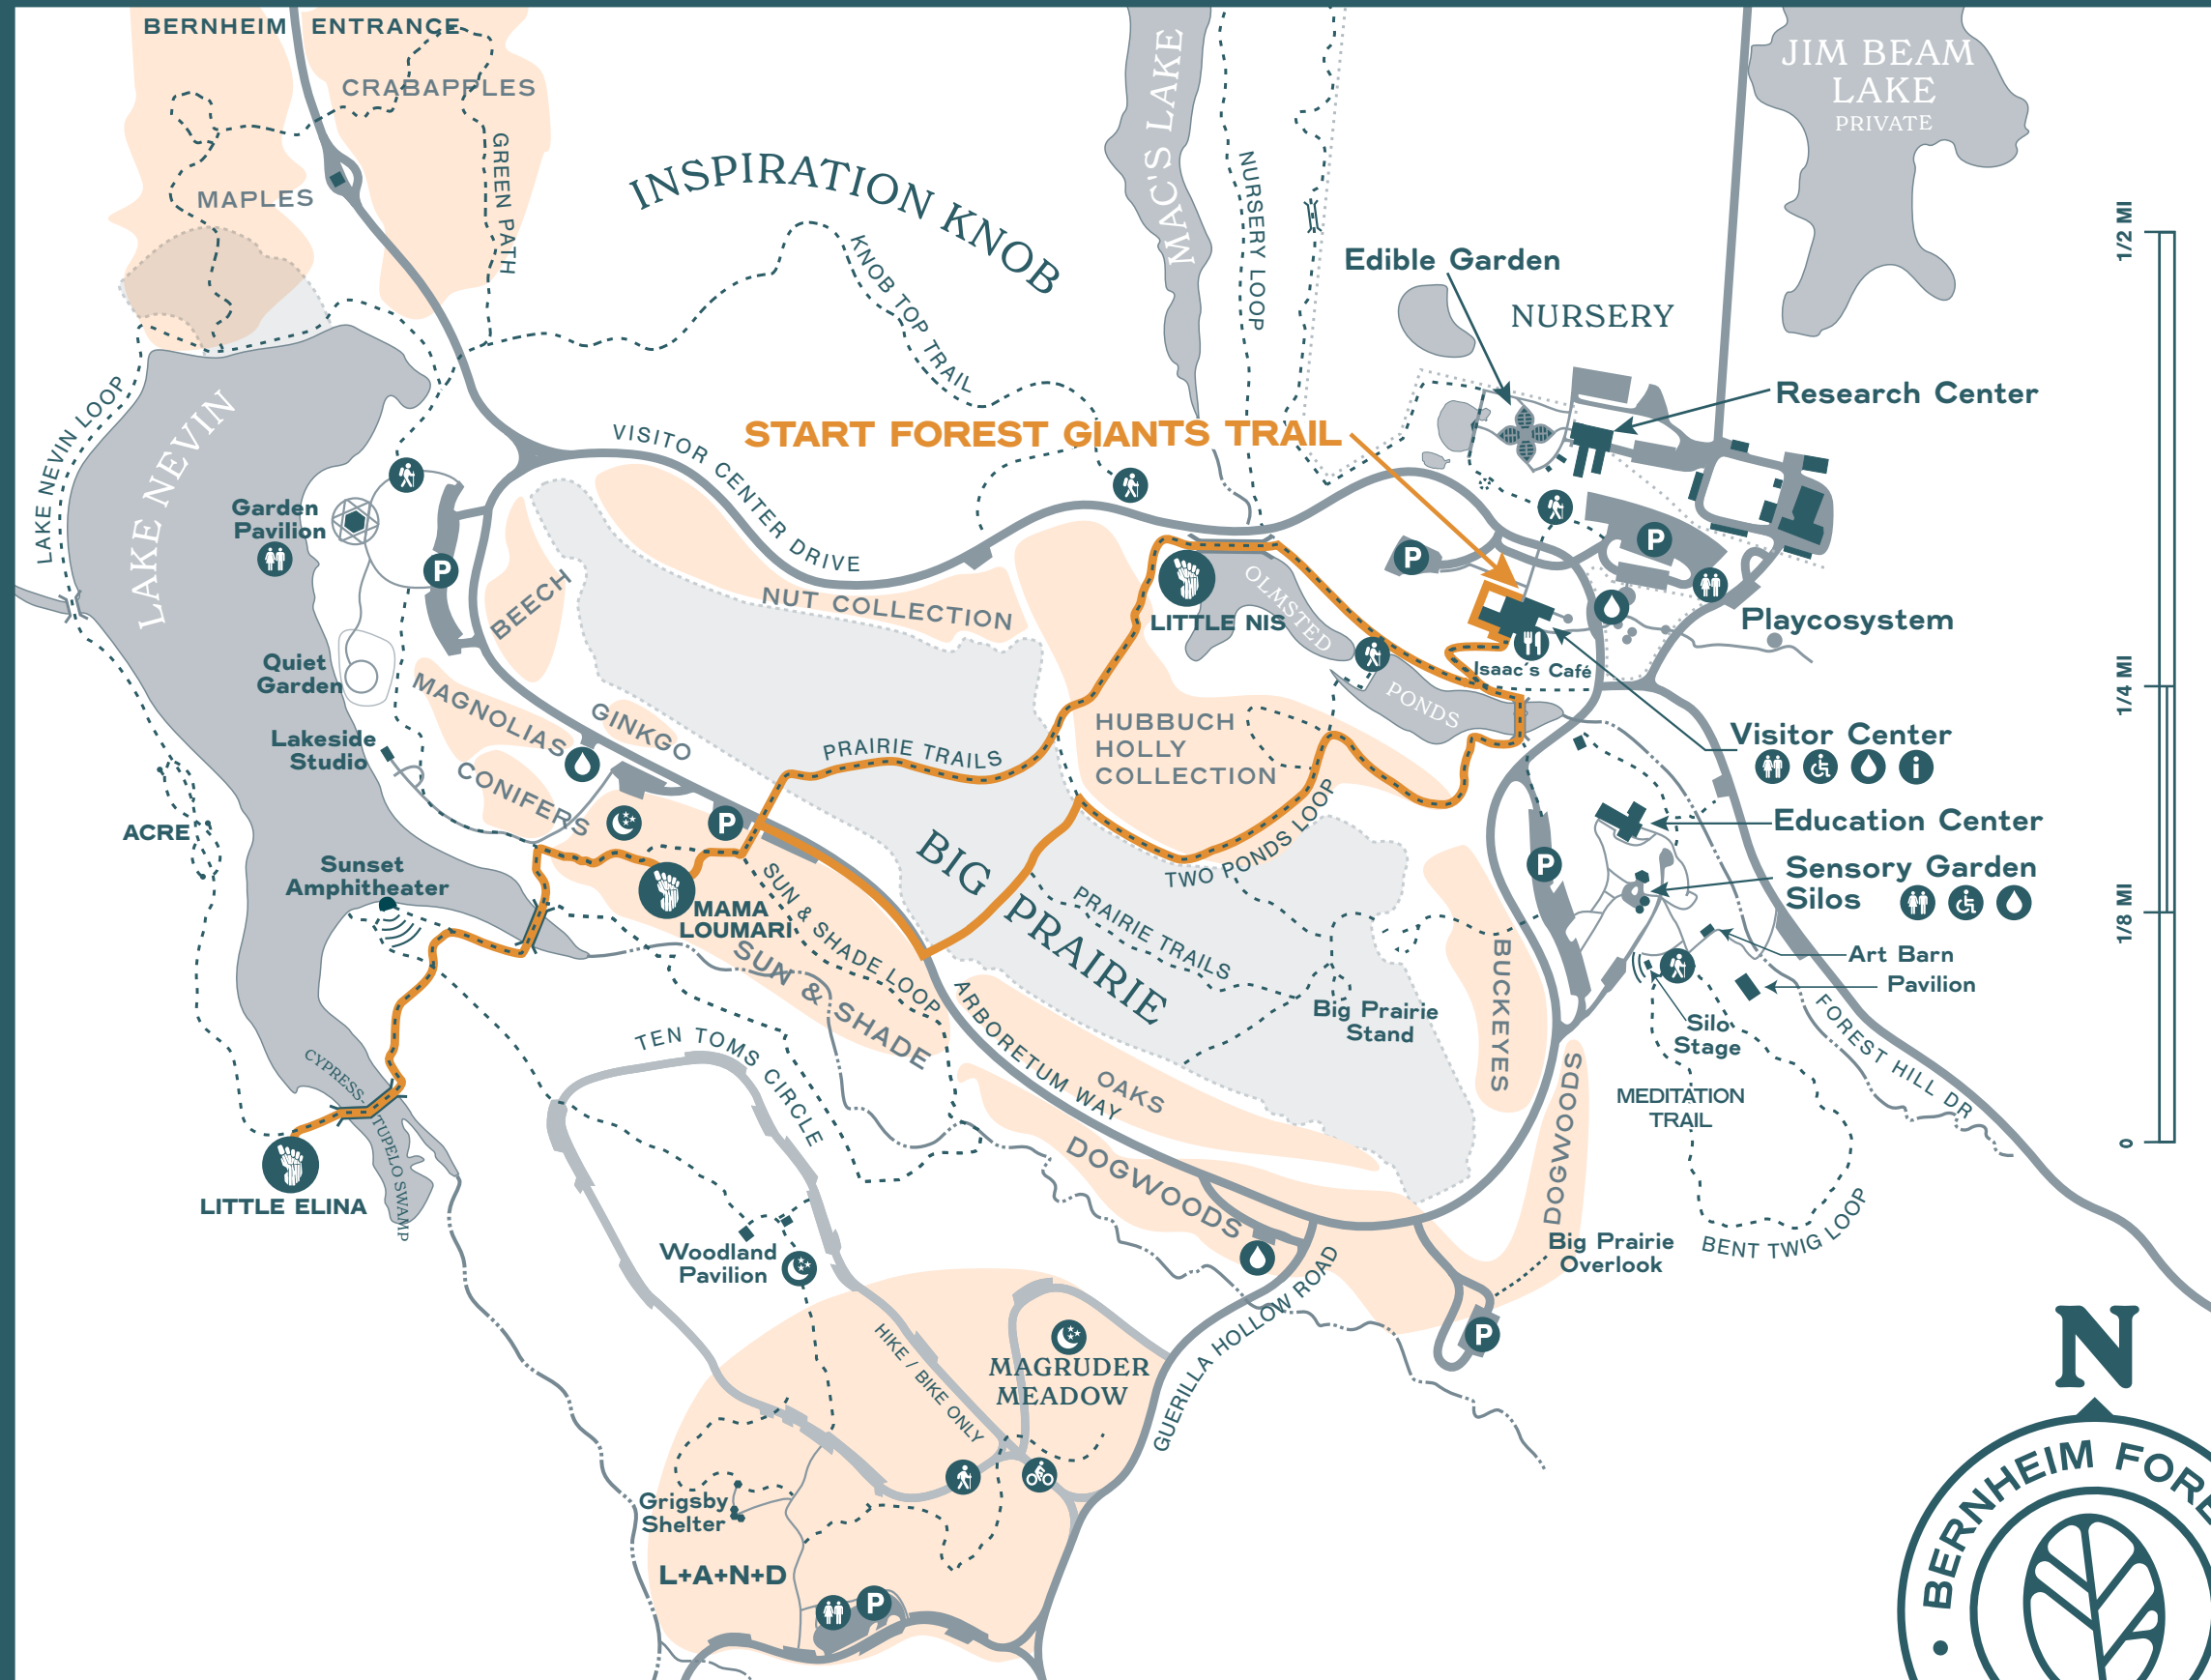 BERNHEIM ENTRANCE
CRABAPPLES
GREEN PATH
MAPLES
INSPIRATION KNOB
KNOB TOP TRAIL
MAC'S LAKE
NURSERY LOOP
JIM BEAM
LAKE
PRIVATE
Edible Garden
NURSERY
Research Center
1/2 MI
1/4 MI
1/8 MI
0
START FOREST GIANTS TRAIL
VISITOR CENTER DRIVE
LAKE NEVIN LOOP
LAKE NEVIN
Garden
Pavilion
P
BEECH
NUT COLLECTION
LITTLE NIS
OLMSTED
PONDS
P
P
Isaac's Café
Playcosystem
Quiet
Garden
MAGNOLIAS
GINKGO
Lakeside
Studio
CONIFERS
PRAIRIE TRAILS
HUBBUCH
HOLLY
COLLECTION
Visitor Center
i
Education Center
Sensory Garden
Silos
Art Barn
Pavilion
ACRE
Sunset
Amphitheater
P
MAMA
LOUMARI
SUN & SHADE LOOP
SUN & SHADE
BIG PRAIRIE
TWO PONDS LOOP
PRAIRIE TRAILS
P
BUCKEYES
Big Prairie
Stand
Silo
Stage
FOREST HILL DR
MEDITATION
TRAIL
BENT TWIG LOOP
CYPRESS-
TUPELO SWAMP
LITTLE ELINA
TEN TOMS CIRCLE
ARBORETUM WAY
OAKS
DOGWOODS
DOGWOODS
Big Prairie
Overlook
P
Woodland
Pavilion
GUERILLA HOLLOW ROAD
HIKE / BIKE ONLY
MAGRUDER
MEADOW
Grigsby
Shelter
L+A+N+D
P
N
BERNHEIM FORE